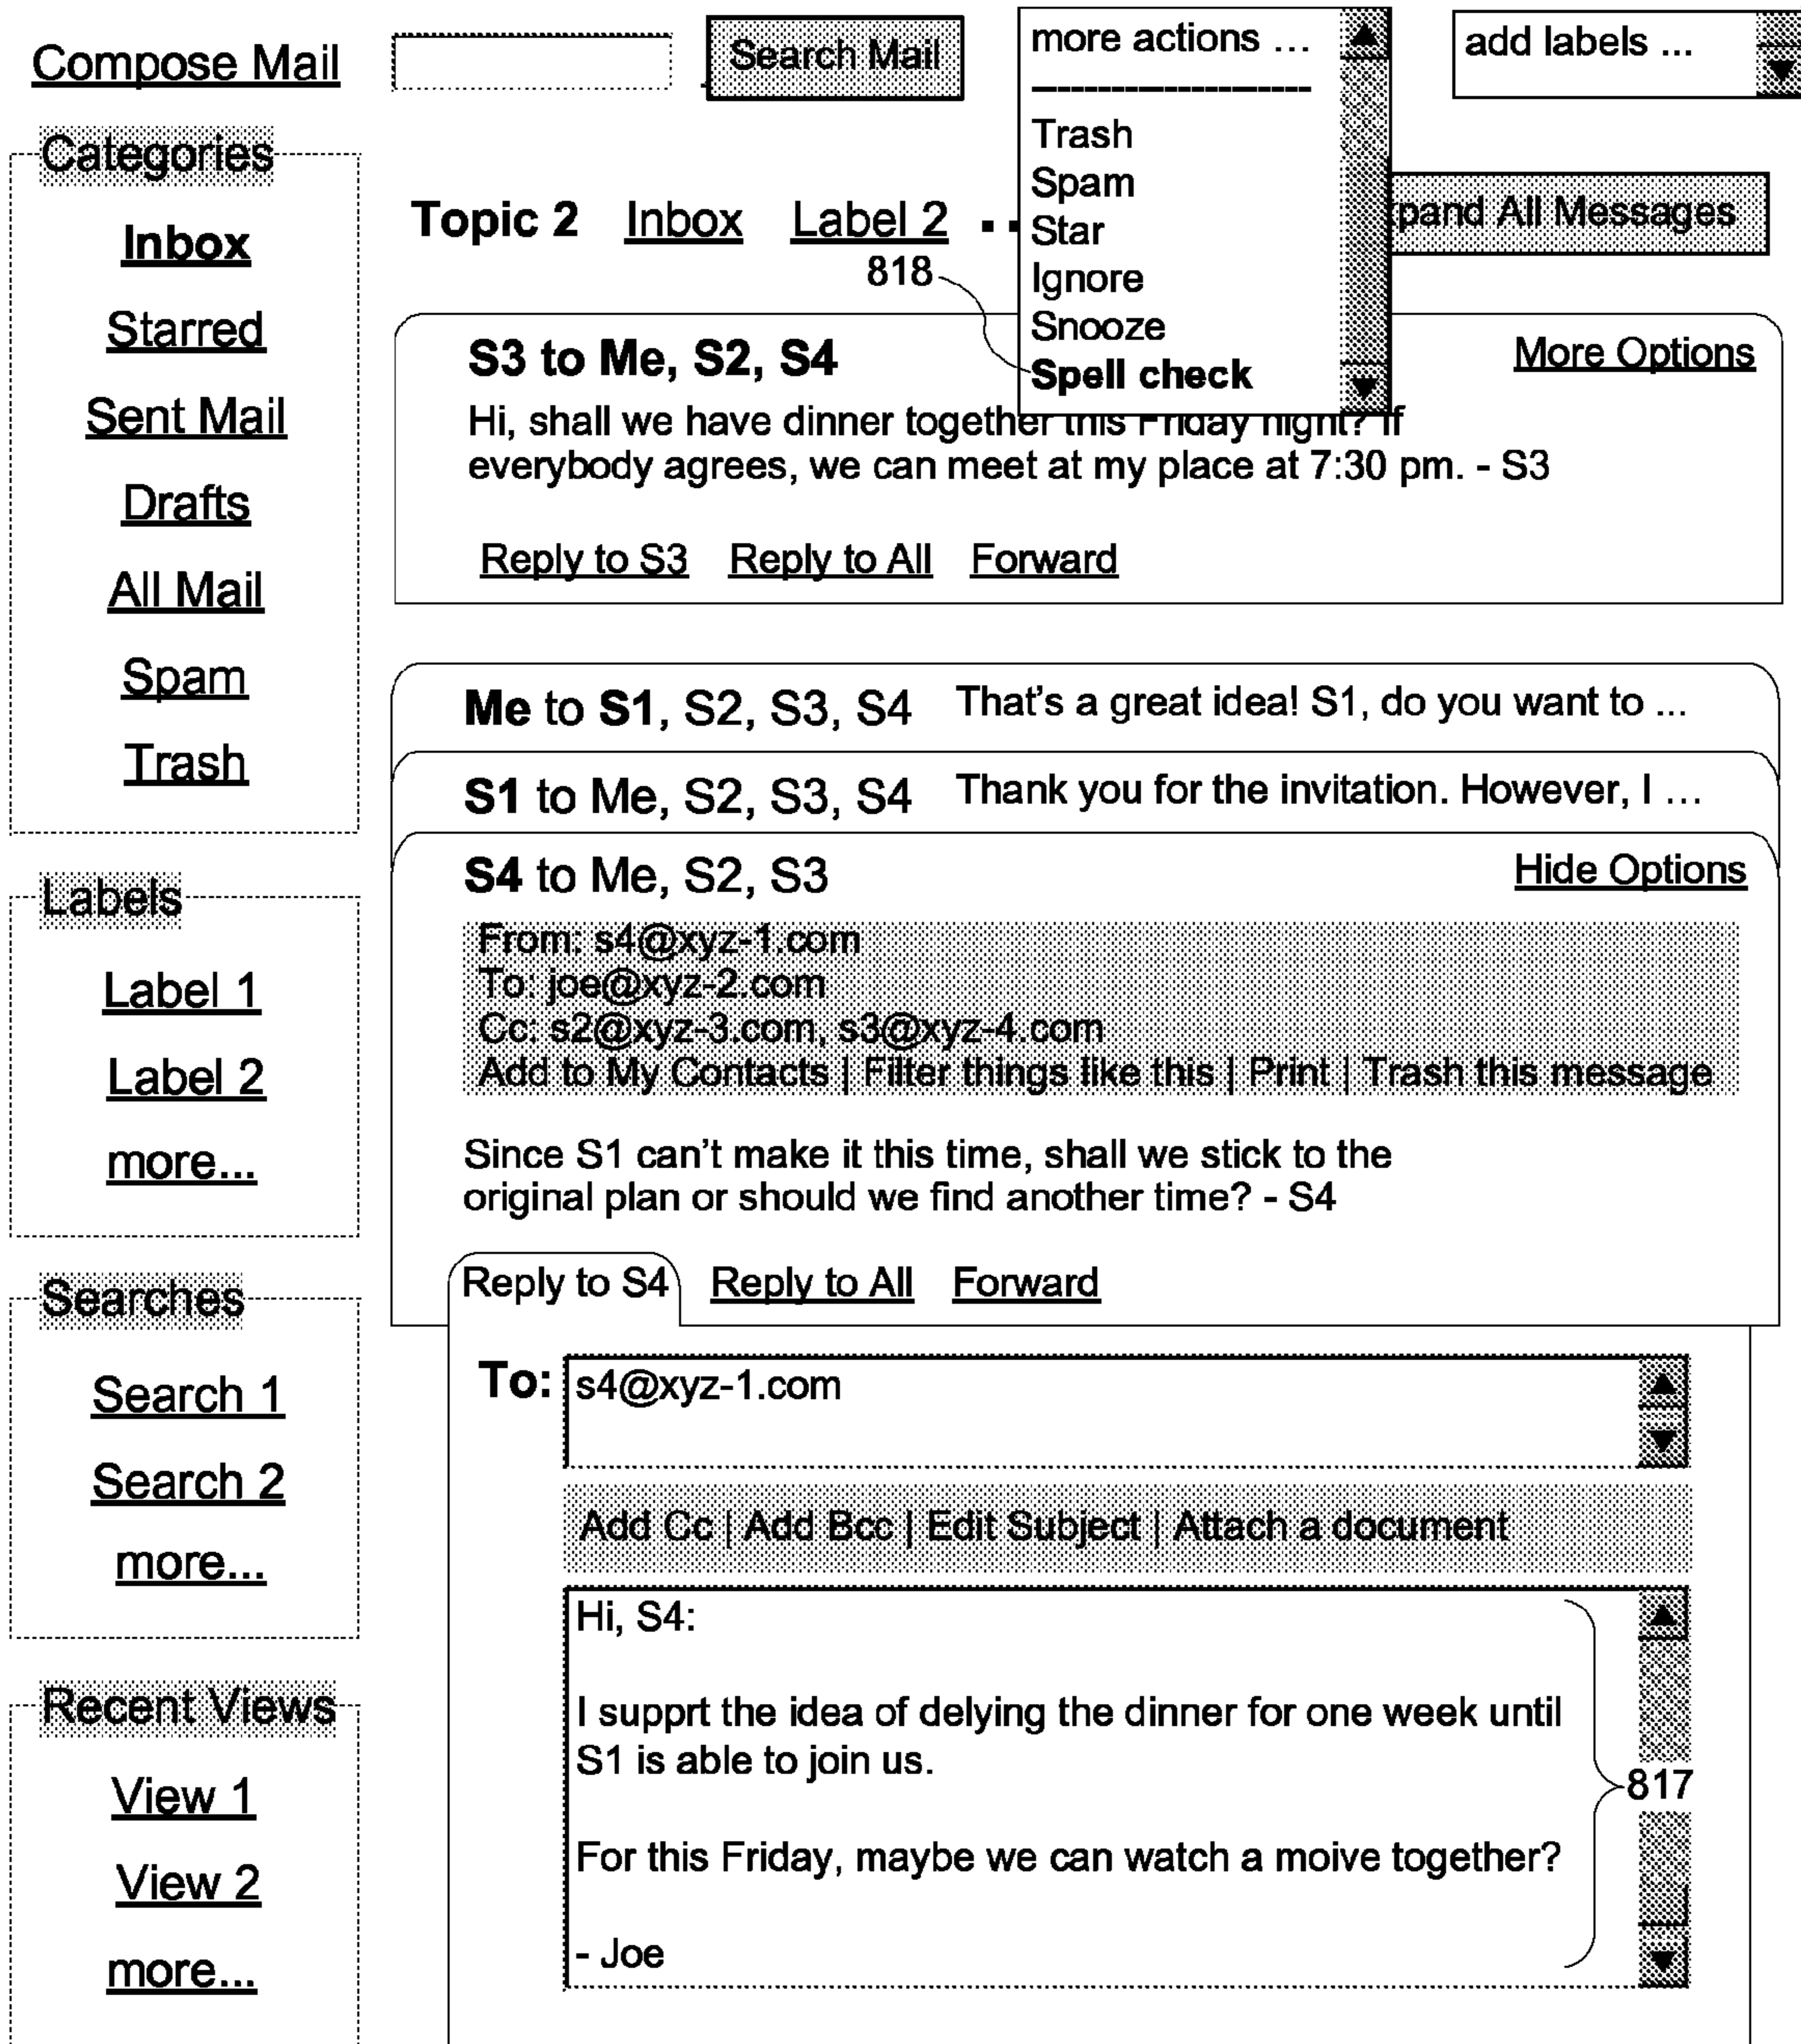 Compose Mail
Search Mail
more actions ...
--------------------
Trash
Spam
Star
Ignore
Snooze
Spell check
add labels ...
Categories
Inbox
Starred
Sent Mail
Drafts
All Mail
Spam
Trash
Labels
Label 1
Label 2
more...
Searches
Search 1
Search 2
more...
Recent Views
View 1
View 2
more...
Topic 2 Inbox Label 2
pand All Messages
818
S3 to Me, S2, S4
More Options
Hi, shall we have dinner together this Friday night? If
everybody agrees, we can meet at my place at 7:30 pm. - S3
Reply to S3 Reply to All Forward
Me to S1, S2, S3, S4 That's a great idea! S1, do you want to ...
S1 to Me, S2, S3, S4 Thank you for the invitation. However, I ...
S4 to Me, S2, S3 Hide Options
From: s4@xyz-1.com
To: joe@xyz-2.com
Cc: s2@xyz-3.com, s3@xyz-4.com
Add to My Contacts | Filter things like this | Print | Trash this message
Since S1 can't make it this time, shall we stick to the
original plan or should we find another time? - S4
Reply to S4 Reply to All Forward
To: s4@xyz-1.com
Add Cc | Add Bcc | Edit Subject | Attach a document
Hi, S4:
I supprt the idea of delying the dinner for one week until
S1 is able to join us.
817
For this Friday, maybe we can watch a moive together?
- Joe